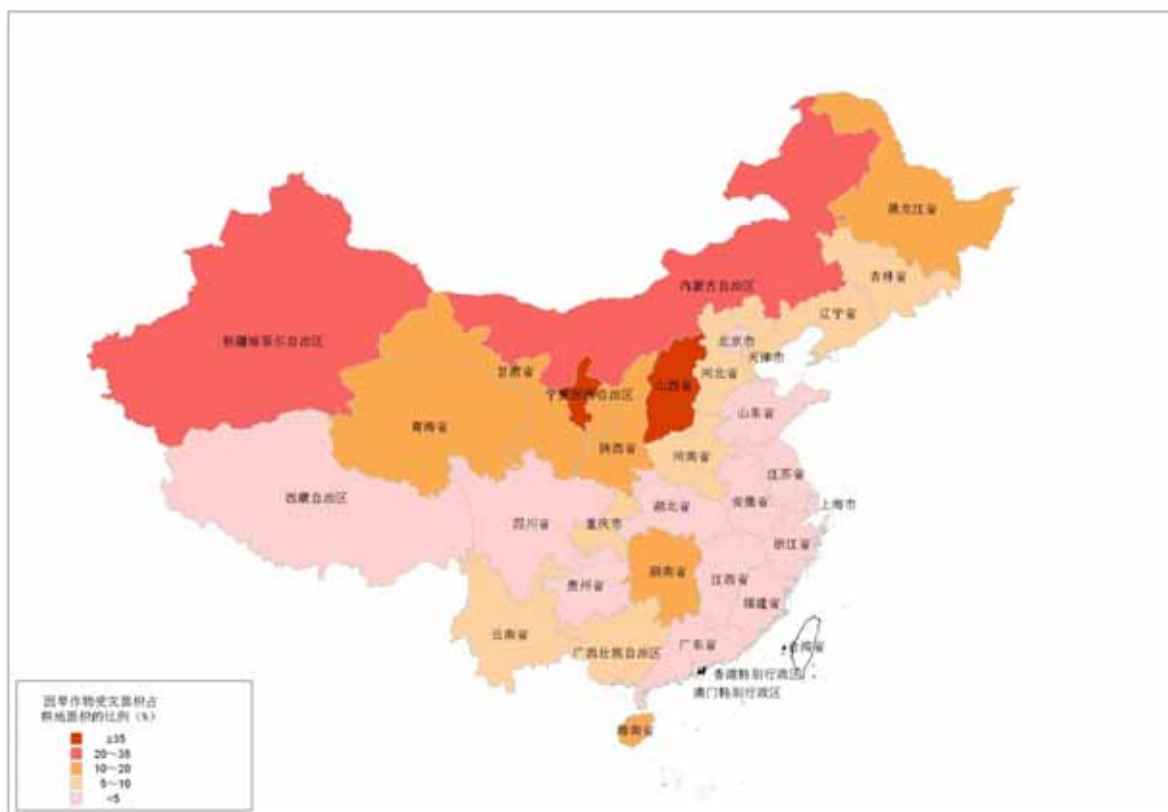 黑龙江省
吉林省
内蒙古自治区
辽宁省
新疆维吾尔自治区
北京市
天津市
甘肃省
河北省
宁夏回族自治区
山西省
山东省
青海省
陕西省
河南省
江苏省
西藏自治区
湖北省
安徽省
上海市
四川省
重庆市
浙江省
湖南省
江西省
贵州省
福建省
云南省
广东省
台湾省
广西壮族自治区
香港特别行政区
澳门特别行政区
海南省
因旱作物受灾面积占
耕地面积的比例(%)
≥35
20～35
10～20
5～10
<5